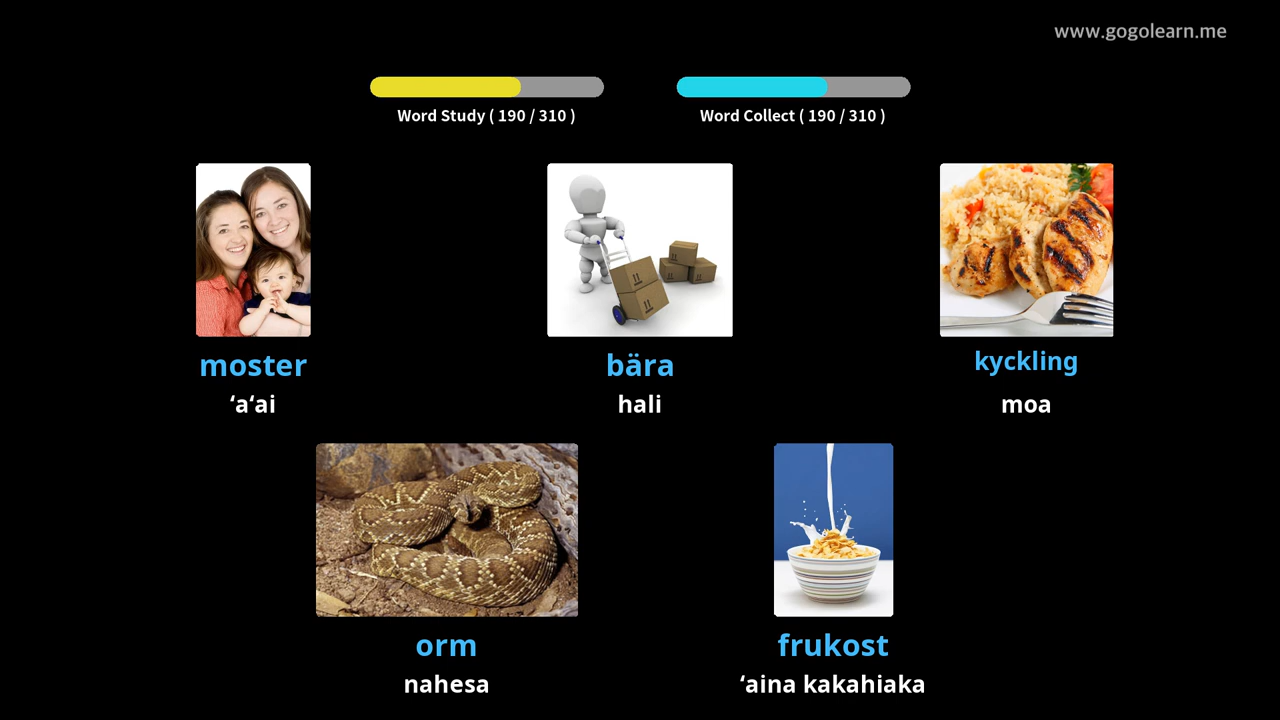 www.gogolearn.me
Word Study ( 190 / 310 )
Word Collect ( 190 / 310 )
moster
ʻaʻai
bära
hali
kyckling
moa
orm
nahesa
frukost
ʻaina kakahiaka